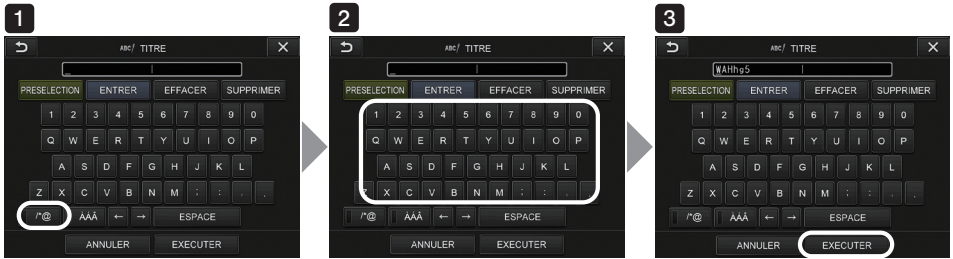 1
ABC/ TITRE
_
PRESELECTION ENTRER EFFACER SUPPRIMER
1 2 3 4 5 6 7 8 9 0
Q W E R T Y U I O P
A S D F G H J K L
Z X C V B N M ; : . ,
/*@ ÀÁÂ ← → ESPACE
ANNULER EXECUTER
2
ABC/ TITRE
_
PRESELECTION ENTRER EFFACER SUPPRIMER
1 2 3 4 5 6 7 8 9 0
Q W E R T Y U I O P
A S D F G H J K L
Z X C V B N M ; : . ,
/*@ ÀÁÂ ← → ESPACE
ANNULER EXECUTER
3
ABC/ TITRE
WAHhg5
PRESELECTION ENTRER EFFACER SUPPRIMER
1 2 3 4 5 6 7 8 9 0
Q W E R T Y U I O P
A S D F G H J K L
Z X C V B N M ; : . ,
/*@ ÀÁÂ ← → ESPACE
ANNULER EXECUTER